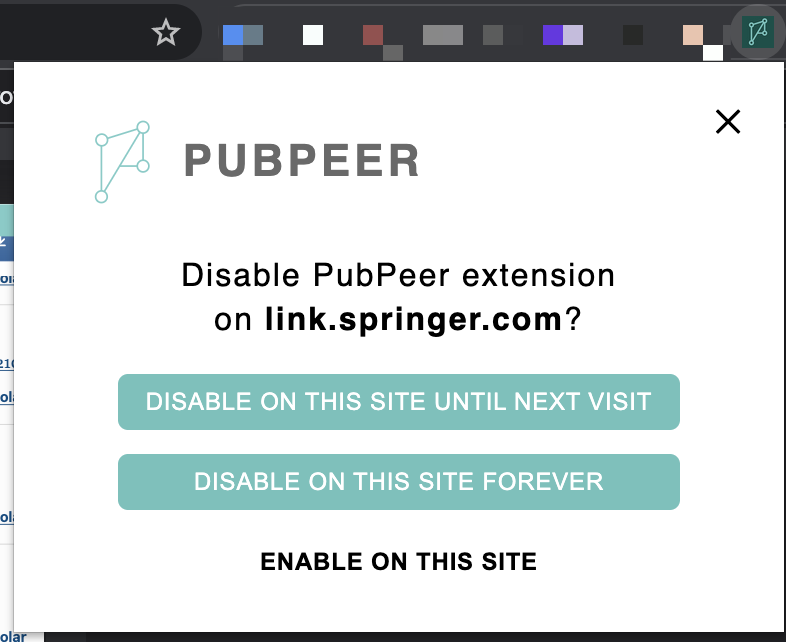 PUBPEER
Disable PubPeer extension
on link.springer.com?
DISABLE ON THIS SITE UNTIL NEXT VISIT
DISABLE ON THIS SITE FOREVER
ENABLE ON THIS SITE
olar